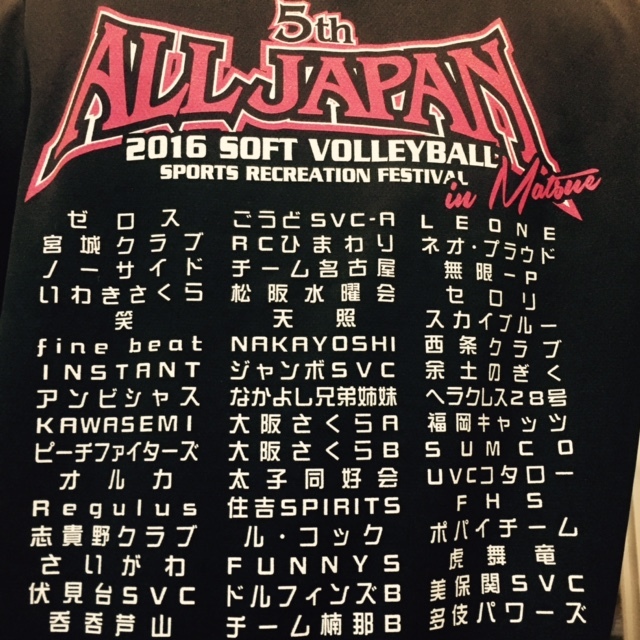 5th
ALL JAPAN
2016 SOFT VOLLEYBALL
SPORTS RECREATION FESTIVAL
in Matsue
ゼロス
宮城クラブ
ノーサイド
いわきさくら
笑
fine beat
INSTANT
アンビシャス
KAWASEMI
ピーチファイターズ
オルカ
Regulus
志貴野クラブ
さいがわ
伏見台SVC
呑呑芦山
ごうどSVC-A
RCひまわり
チーム名古屋
松阪水曜会
天照
NAKAYOSHI
ジャンボSVC
なかよし兄弟姉妹
大阪さくらA
大阪さくらB
太子同好会
住吉SPIRITS
ル・コック
FUNNYS
ドルフィンズB
チーム楠那B
LEONE
ネオ・プラウド
無限-P
セロリ
スカイブルー
西条クラブ
余土のぎく
ヘラクレス28号
福岡キャッツ
SUMCO
UVCコタロー
FHS
ポパイチーム
虎舞竜
美保関SVC
多伎パワーズ